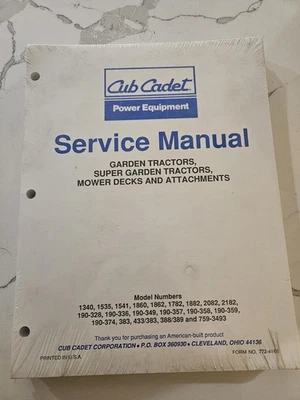 Cub Cadet
Power Equipment
Service Manual
GARDEN TRACTORS,
SUPER GARDEN TRACTORS,
MOWER DECKS AND ATTACHMENTS
Model Numbers
1340, 1535, 1541, 1860, 1862, 1782, 1882, 2082, 2182,
190-328, 190-336, 190-349, 190-357, 190-358, 190-359,
190-374, 383, 433/383, 388/389 and 759-3493
Thank you for purchasing an American-built product
CUB CADET CORPORATION • P.O. BOX 360930 • CLEVELAND, OHIO 44136
PRINTED IN U.S.A.
FORM NO.